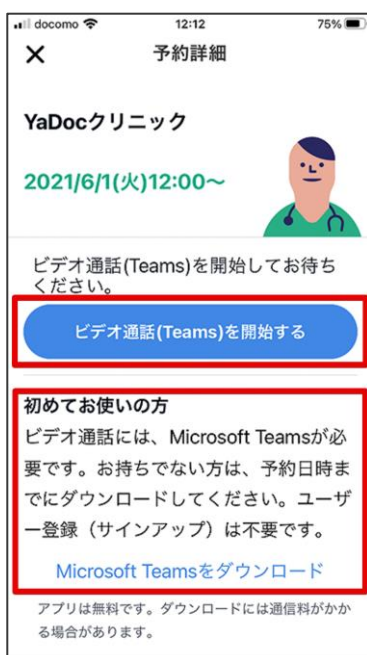 docomo 12:12 75%
× 予約詳細
YaDocクリニック
2021/6/1(火)12:00～
ビデオ通話(Teams)を開始してお待ち
ください。
ビデオ通話(Teams)を開始する
初めてお使いの方
ビデオ通話には、Microsoft Teamsが必
要です。お持ちでない方は、予約日時ま
でにダウンロードしてください。ユーザ
ー登録（サインアップ）は不要です。
Microsoft Teamsをダウンロード
アプリは無料です。ダウンロードには通信料がかか
る場合があります。